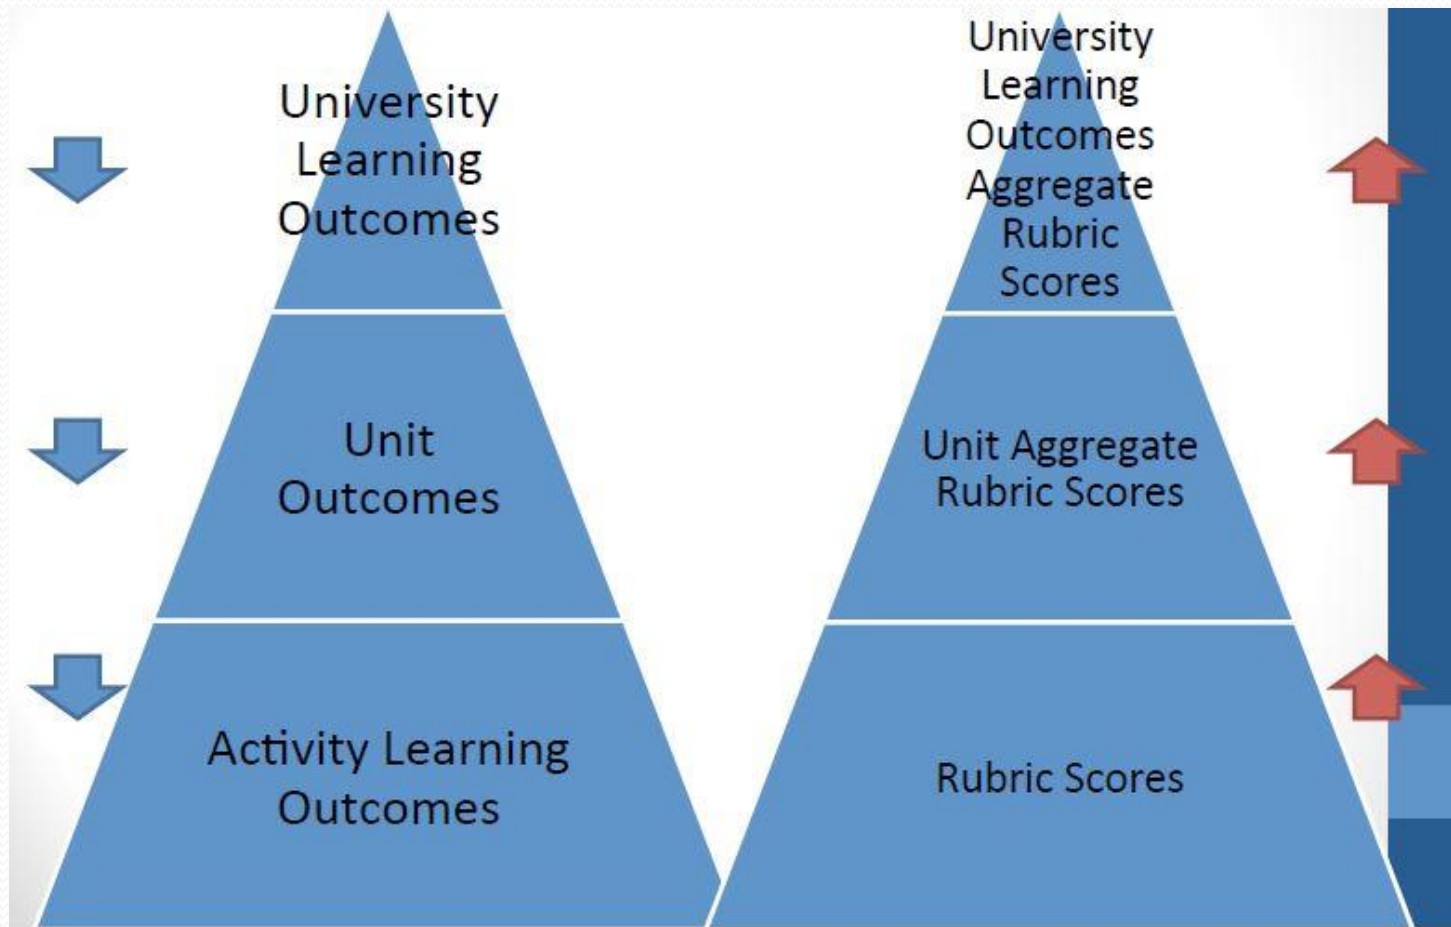 University
Learning
Outcomes
Unit
Outcomes
Activity Learning
Outcomes
University
Learning
Outcomes
Aggregate
Rubric
Scores
Unit Aggregate
Rubric Scores
Rubric Scores